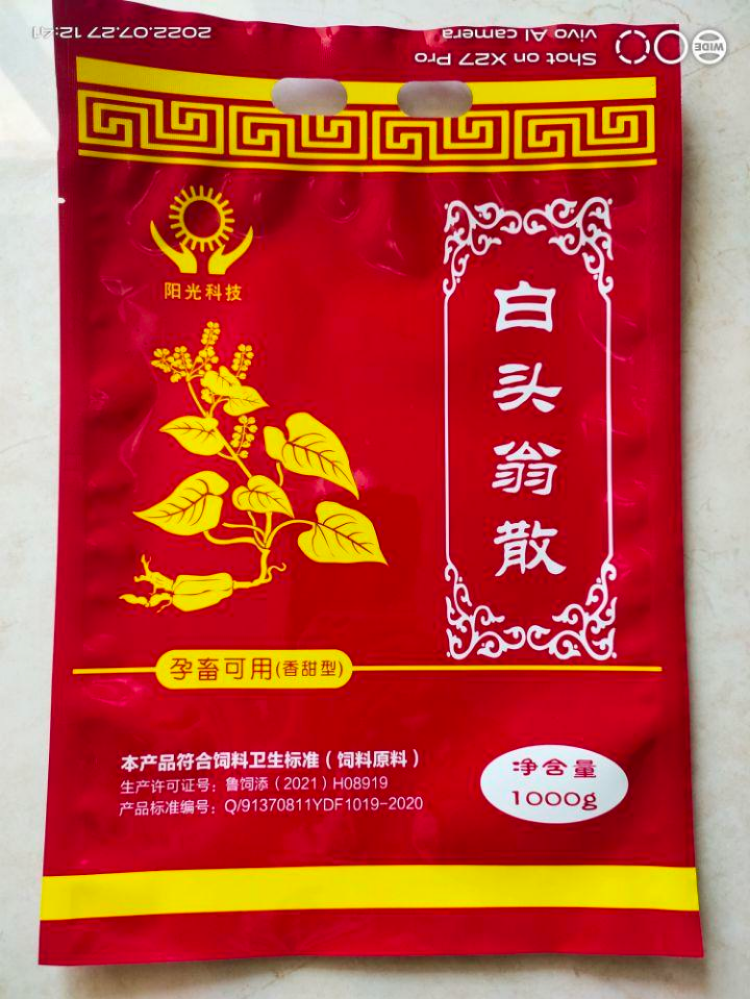 2022.07.27 12:41
Shot on X27 Pro
vivo AI camera
WIDE
阳光科技
白头翁散
孕畜可用(香甜型)
本产品符合饲料卫生标准（饲料原料）
生产许可证号：鲁饲添（2021）H08919
产品标准编号：Q/91370811YDF1019-2020
净含量
1000g